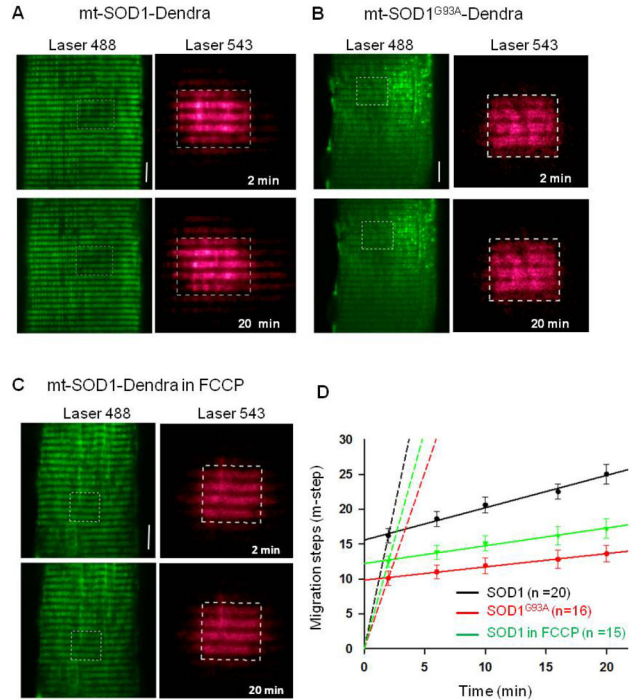 A mt-SOD1-Dendra
Laser 488 Laser 543
2 min
20 min
B mt-SOD1G93A-Dendra
Laser 488 Laser 543
2 min
20 min
C mt-SOD1-Dendra in FCCP
Laser 488 Laser 543
2 min
20 min
D
Migration steps (m-step)
30
25
20
15
10
5
0
0 5 10 15 20
Time (min)
SOD1 (n =20)
SOD1G93A (n=16)
SOD1 in FCCP (n =15)